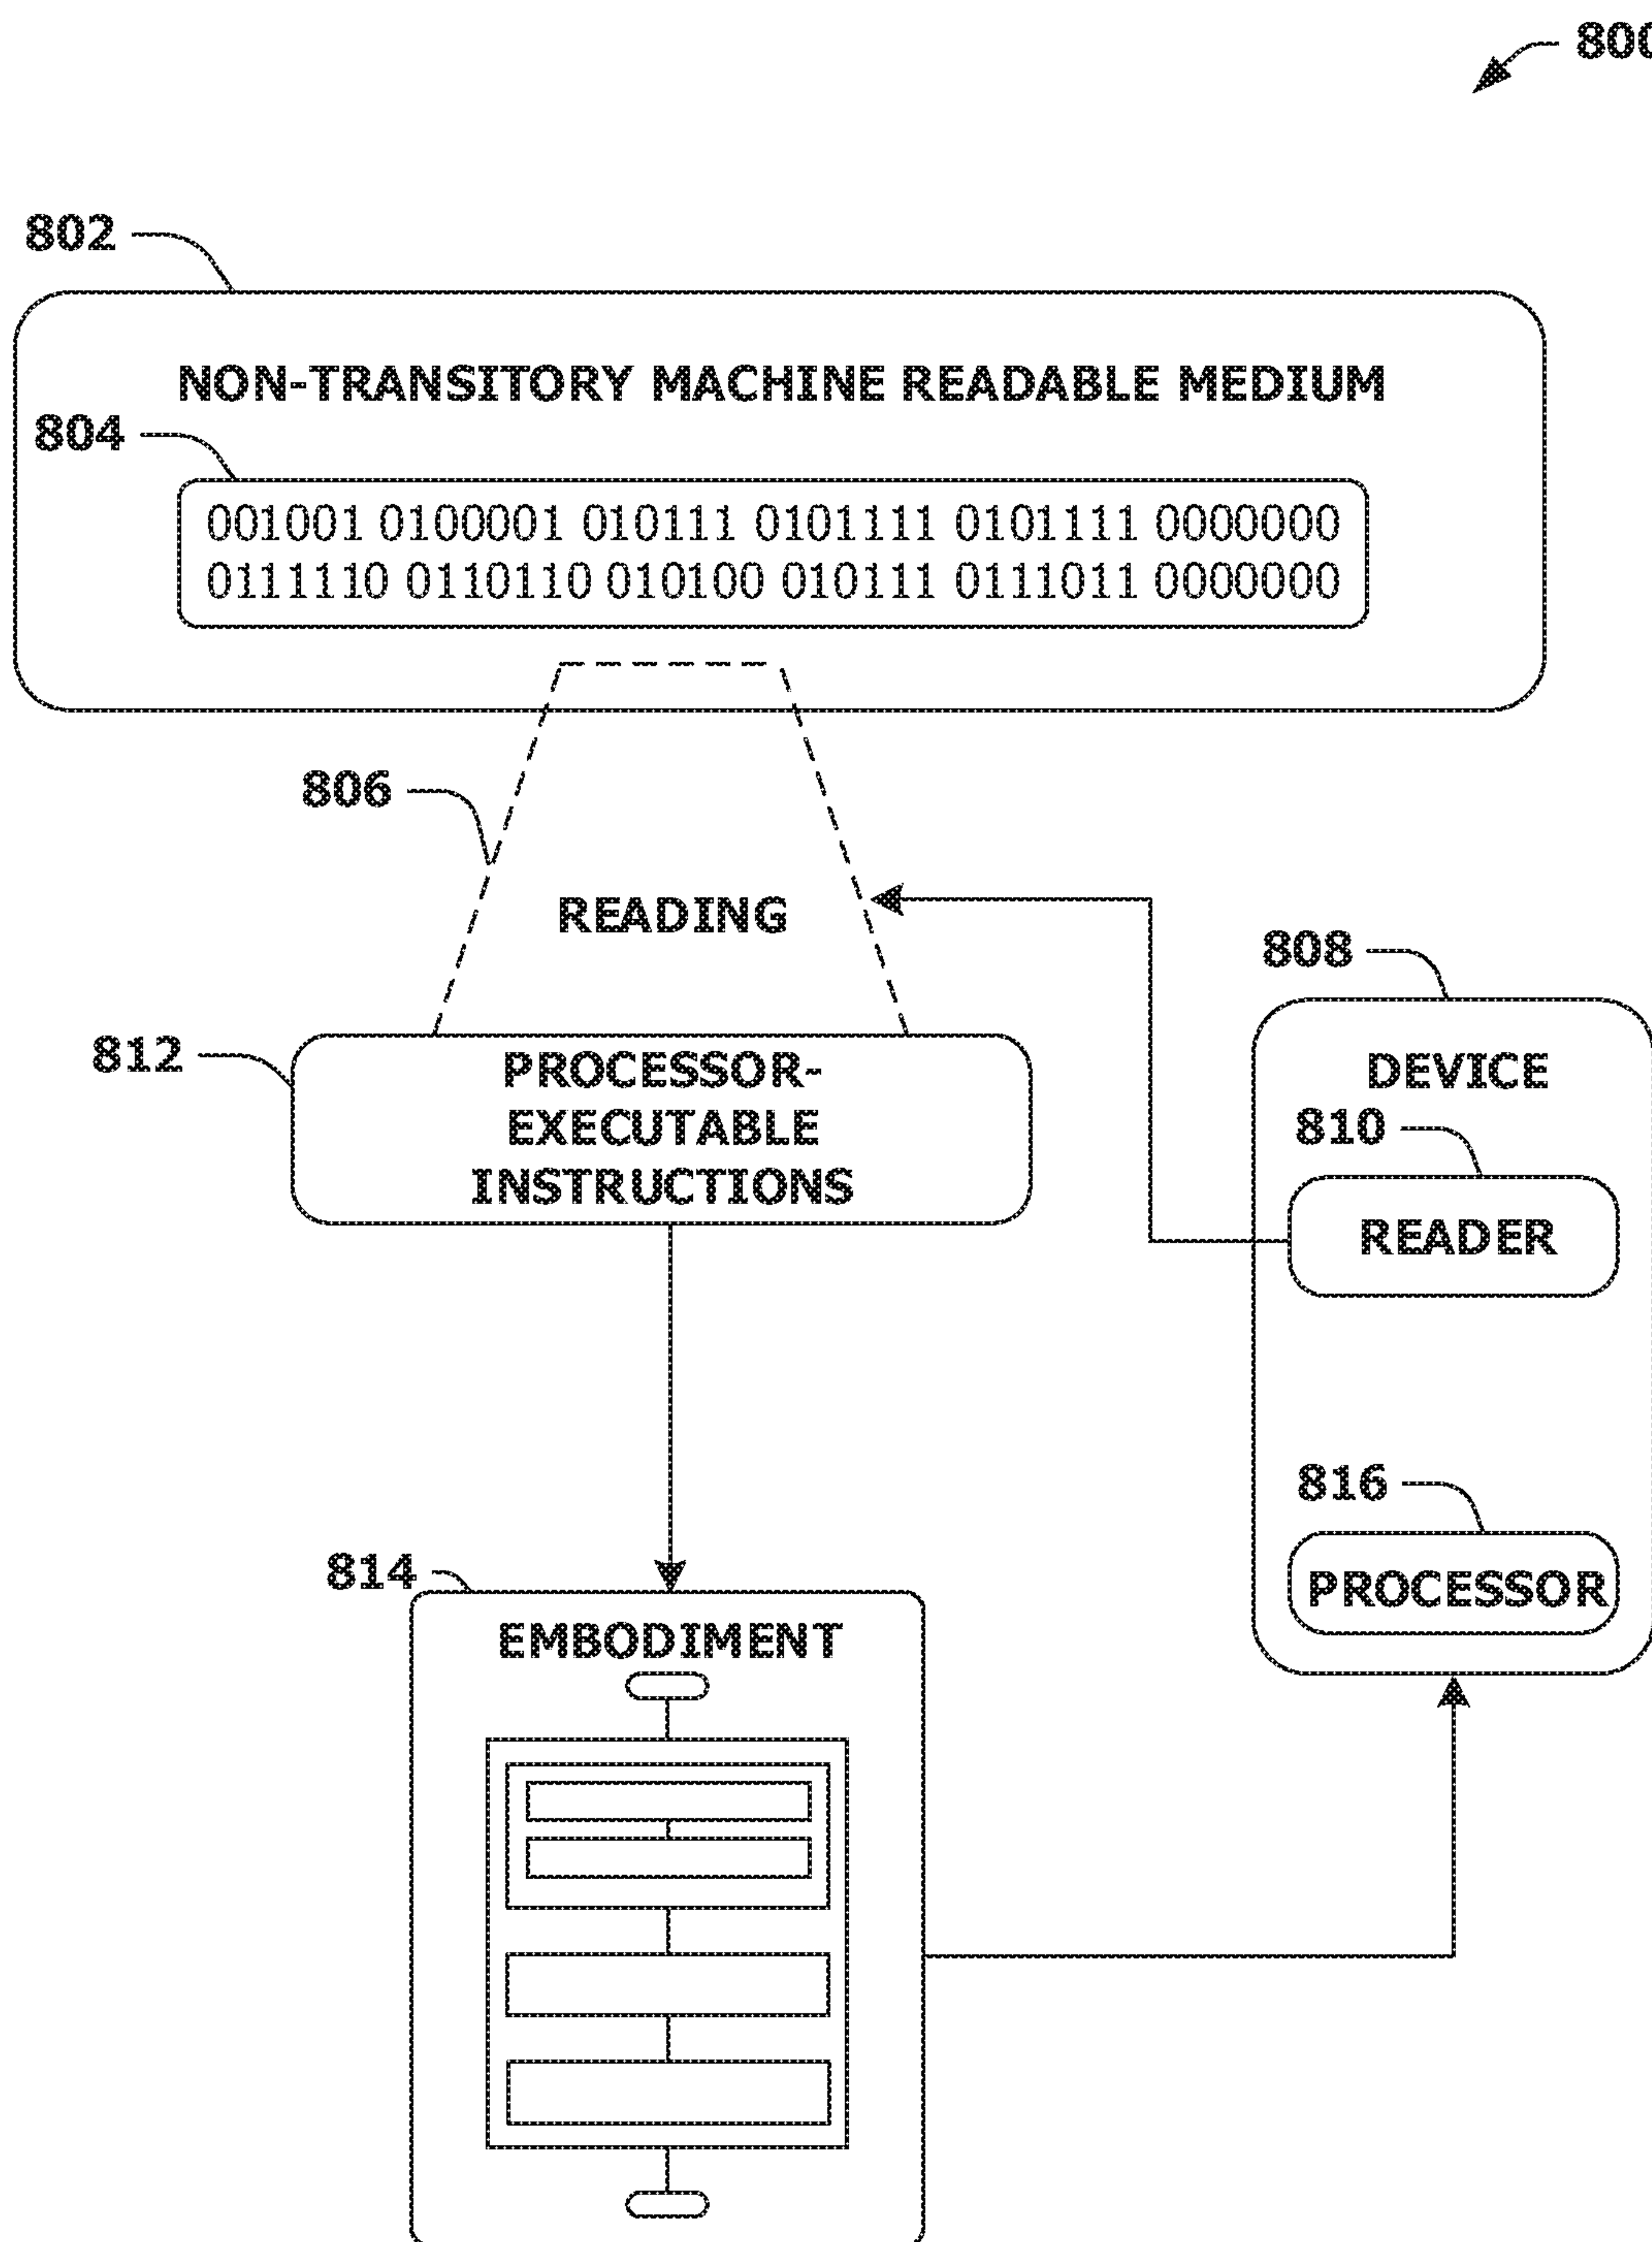 800
802
NON-TRANSITORY MACHINE READABLE MEDIUM
804
001001 0100001 010111 0101111 0101111 0000000
0111110 0110110 010100 010111 0111011 0000000
806
READING
808
812
PROCESSOR-
EXECUTABLE
INSTRUCTIONS
DEVICE
810
READER
816
PROCESSOR
814
EMBODIMENT